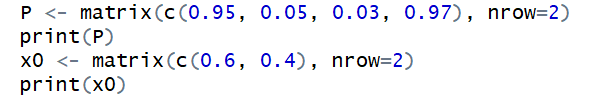 P <- matrix(c(0.95, 0.05, 0.03, 0.97), nrow=2)
print(P)
x0 <- matrix(c(0.6, 0.4), nrow=2)
print(x0)